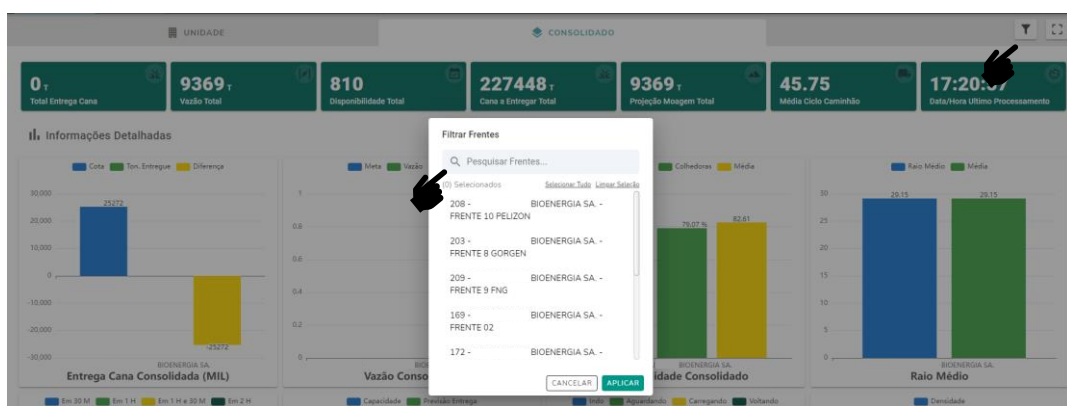 UNIDADE
CONSOLIDADO
0 T
Total Entrega Cana
9369 T
Vazão Total
810
Disponibilidade Total
227448 T
Cana a Entregar Total
9369 T
Projeção Moagem Total
45.75
Média Ciclo Caminhão
17:20:07
Data/Hora Ultimo Processamento
Informações Detalhadas
Cota Ton. Entregue Diferença
30,000
20,000
10,000
0
-10,000
-20,000
-30,000
25272
-25272
BIOENERGIA SA.
Entrega Cana Consolidada (MIL)
Meta Vazão
1
0.8
0.6
0.4
0.2
0
Vazão Conso
Filtrar Frentes
Pesquisar Frentes...
(0) Selecionados Selecionar Tudo Limpar Seleção
208 - BIOENERGIA SA. -
FRENTE 10 PELIZON
203 - BIOENERGIA SA. -
FRENTE 8 GORGEN
209 - BIOENERGIA SA. -
FRENTE 9 FNG
169 - BIOENERGIA SA. -
FRENTE 02
172 - BIOENERGIA SA. -
CANCELAR APLICAR
Colhedoras Média
79.07 %
82.61
BIOENERGIA SA.
idade Consolidado
Raio Médio Média
30
25
20
15
10
5
0
29.15
29.15
BIOENERGIA SA.
Raio Médio
Em 30 M Em 1 H Em 1 H e 30 M Em 2 H
Capacidade Previsão Entrega
Indo Aguardando Carregando Voltando
Densidade